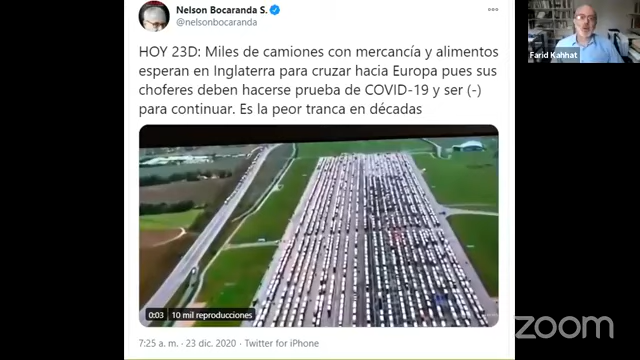 Nelson Bocaranda S.
@nelsonbocaranda
HOY 23D: Miles de camiones con mercancía y alimentos
esperan en Inglaterra para cruzar hacia Europa pues sus
choferes deben hacerse prueba de COVID-19 y ser (-)
para continuar. Es la peor tranca en décadas
0:03 10 mil reproducciones
7:25 a. m. · 23 dic. 2020 · Twitter for iPhone
Farid Kahhat
zoom